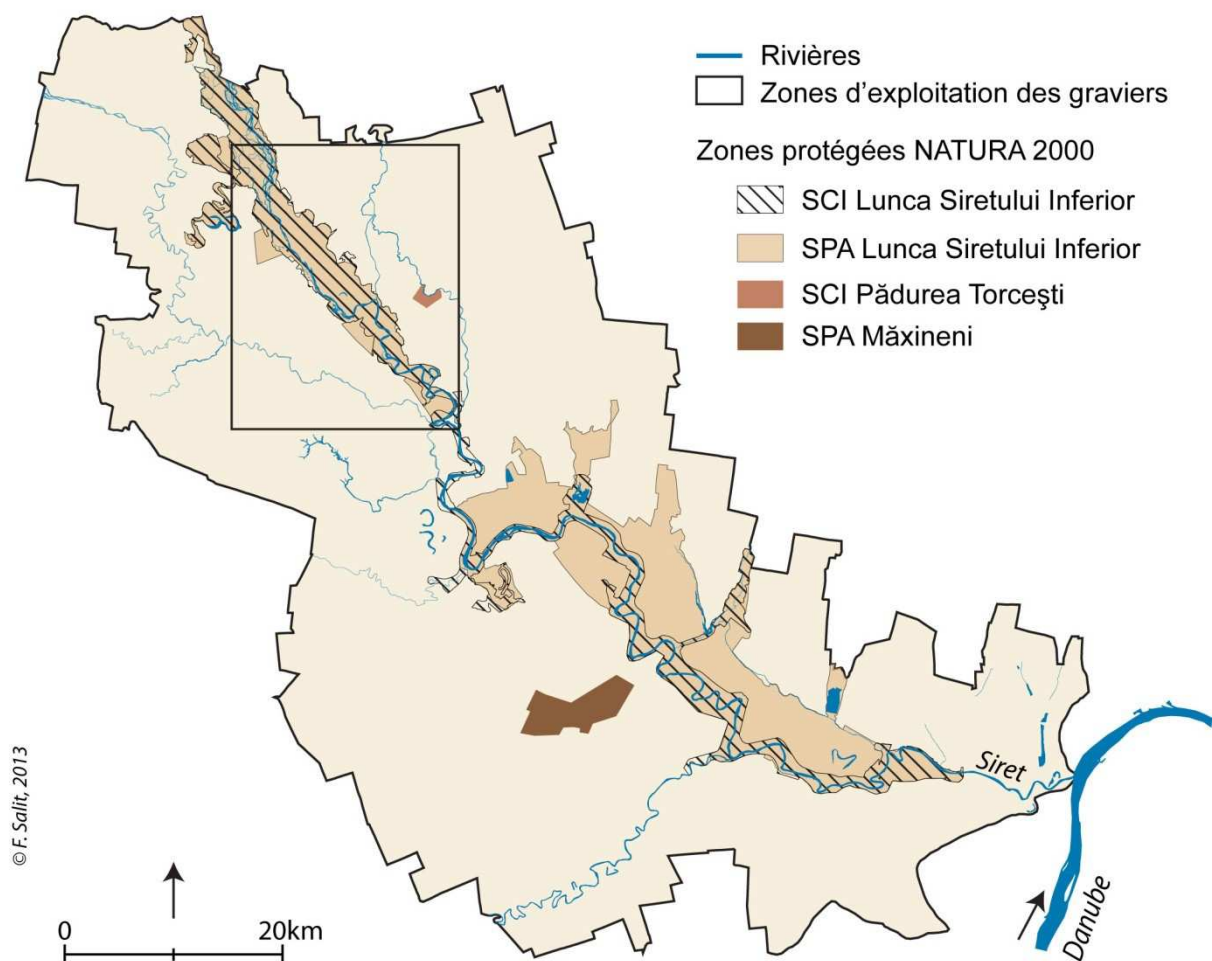 Rivières
Zones d'exploitation des graviers
Zones protégées NATURA 2000
SCI Lunca Siretului Inferior
SPA Lunca Siretului Inferior
SCI Pădurea Torceşti
SPA Măxineni
Siret
Danube
© F. Salit, 2013
0 20km